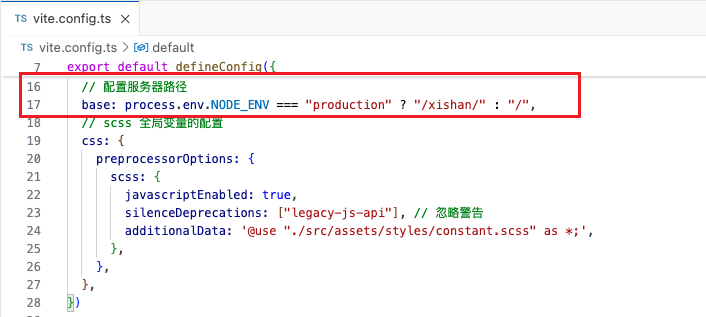 TS vite.config.ts ×
TS vite.config.ts > default
7 export default defineConfig({
16 // 配置服务器路径
17 base: process.env.NODE_ENV === "production" ? "/xishan/" : "/",
18 // scss 全局变量的配置
19 css: {
20 preprocessorOptions: {
21 scss: {
22 javascriptEnabled: true,
23 silenceDeprecations: ["legacy-js-api"], // 忽略警告
24 additionalData: '@use "./src/assets/styles/constant.scss" as *;',
25 },
26 },
27 },
28 })